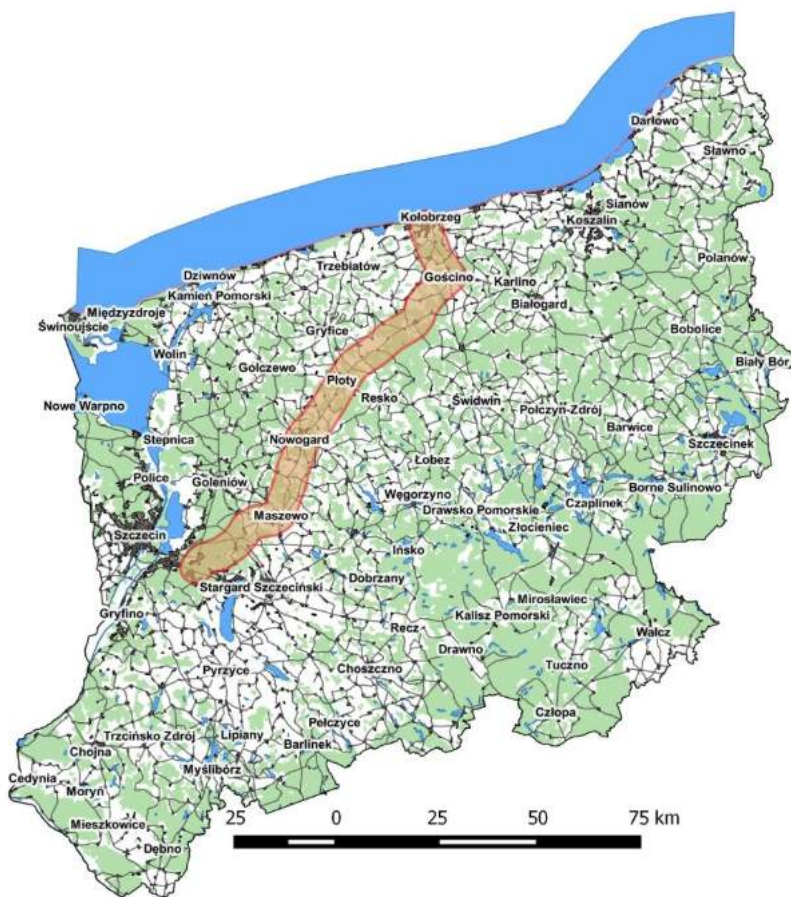 Darłowo
Sławno
Sianów
Kołobrzeg
Koszalin
Polanów
Trzebiatów
Gościno
Karlino
Dziwnów
Kamień Pomorski
Białogard
Międzyzdroje
Świnoujście
Gryfice
Bobolice
Wolin
Golczewo
Biały Bór
Płoty
Resko
Świdwin
Nowe Warpno
Połczyn-Zdrój
Barwice
Stepnica
Nowogard
Szczecinek
Łobez
Police
Goleniów
Węgorzyno
Borne Sulinowo
Czaplinek
Drawsko Pomorskie
Maszewo
Złocieniec
Szczecin
Ińsko
Dobrzany
Stargard Szczeciński
Mirosławiec
Gryfino
Kalisz Pomorski
Recz
Wałcz
Drawno
Pyrzyce
Choszczno
Tuczno
Człopa
Pełczyce
Trzcińsko Zdrój
Lipiany
Barlinek
Chojna
Myślibórz
Cedynia
Moryń
Mieszkowice
Dębno
25 0 25 50 75 km